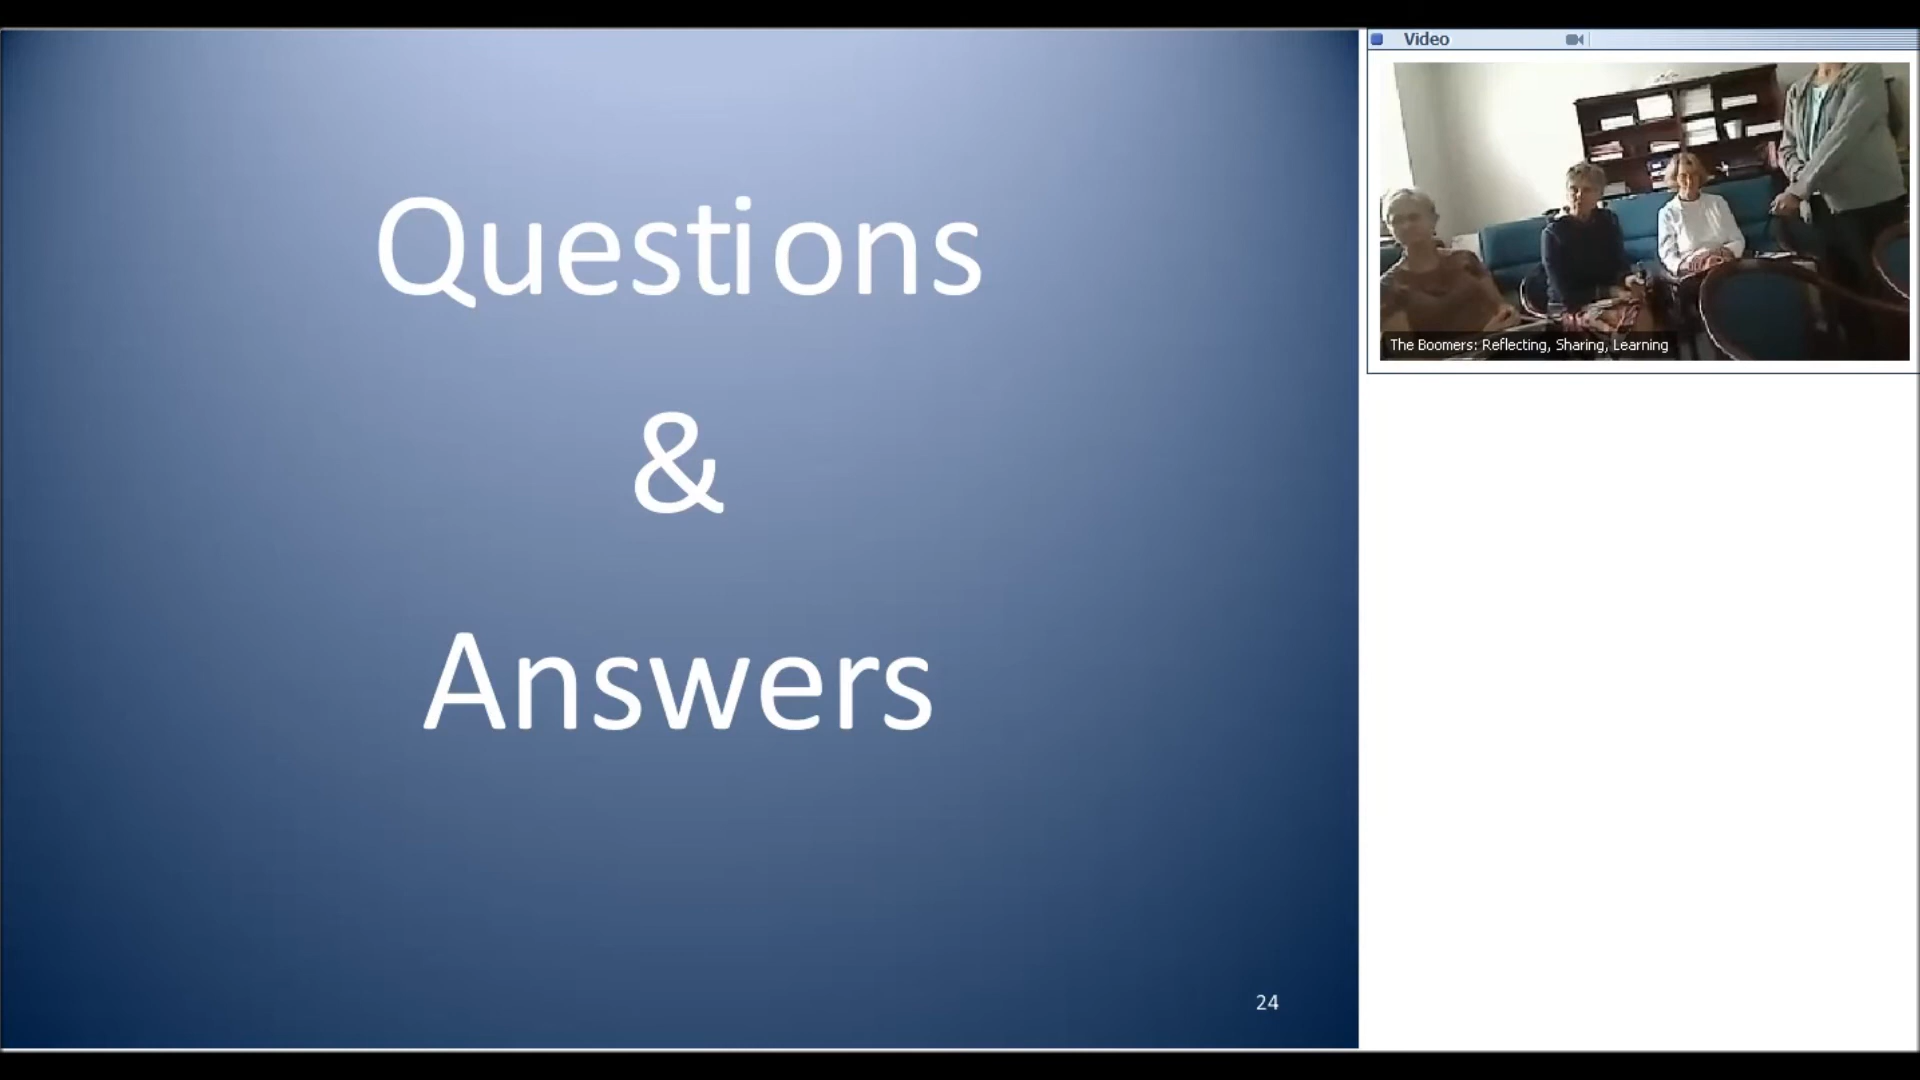 Questions
&
Answers
24
Video
The Boomers: Reflecting, Sharing, Learning